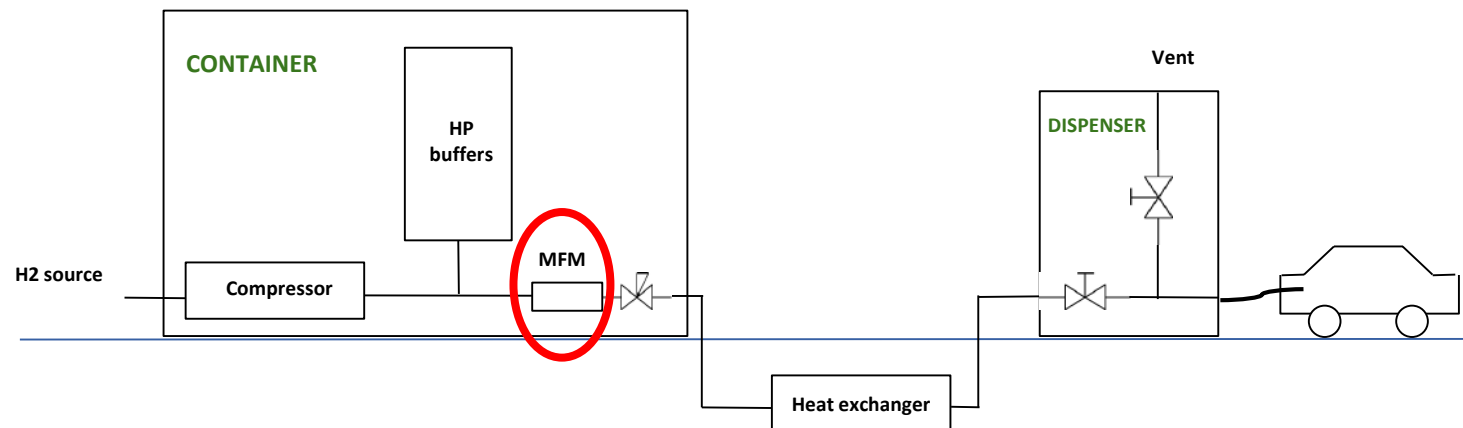 CONTAINER
HP
buffers
MFM
H2 source
Compressor
Heat exchanger
Vent
DISPENSER